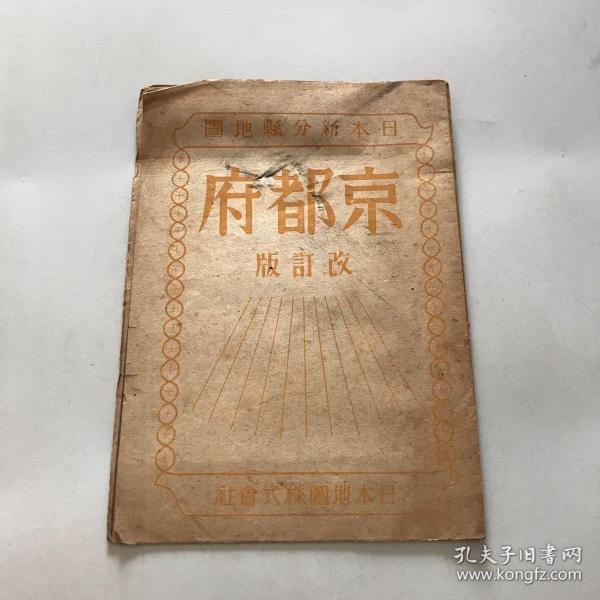 日本新分縣地圖
京都府
改訂版
日本地圖株式會社
孔夫子旧书网
www.kongfz.com